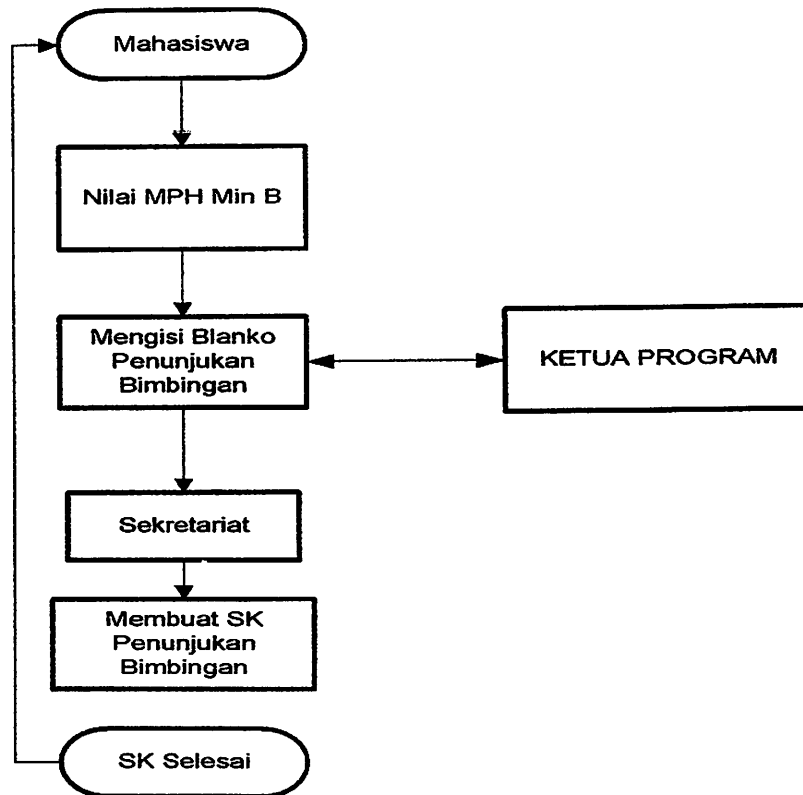 Mahasiswa
Nilai MPH Min B
Mengisi Blanko
Penunjukan
Bimbingan
KETUA PROGRAM
Sekretariat
Membuat SK
Penunjukan
Bimbingan
SK Selesai